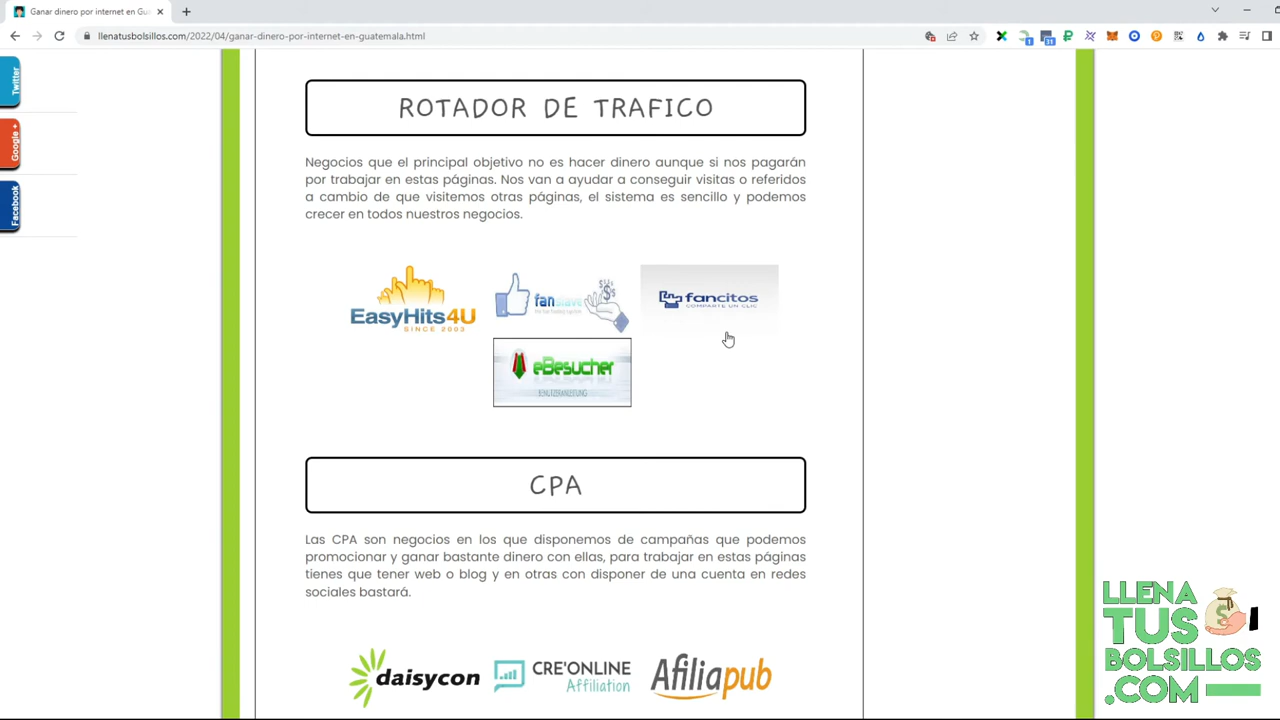 Ganar dinero por internet en Gu
llenatusbolsillos.com/2022/04/ganar-dinero-por-internet-en-guatemala.html
Twitter
Google +
Facebook
ROTADOR DE TRAFICO
Negocios que el principal objetivo no es hacer dinero aunque si nos pagarán
por trabajar en estas páginas. Nos van a ayudar a conseguir visitas o referidos
a cambio de que visitemos otras páginas, el sistema es sencillo y podemos
crecer en todos nuestros negocios.
EasyHits4U
SINCE 2003
fanslave
fancitos
COMPARTE UN CLIC
eBesucher
BENUTZERANLEITUNG
CPA
Las CPA son negocios en los que disponemos de campañas que podemos
promocionar y ganar bastante dinero con ellas, para trabajar en estas páginas
tienes que tener web o blog y en otras con disponer de una cuenta en redes
sociales bastará.
daisycon
CRE'ONLINE
Affiliation
Afiliapub
LLENA
TUS
BOLSILLOS
.COM